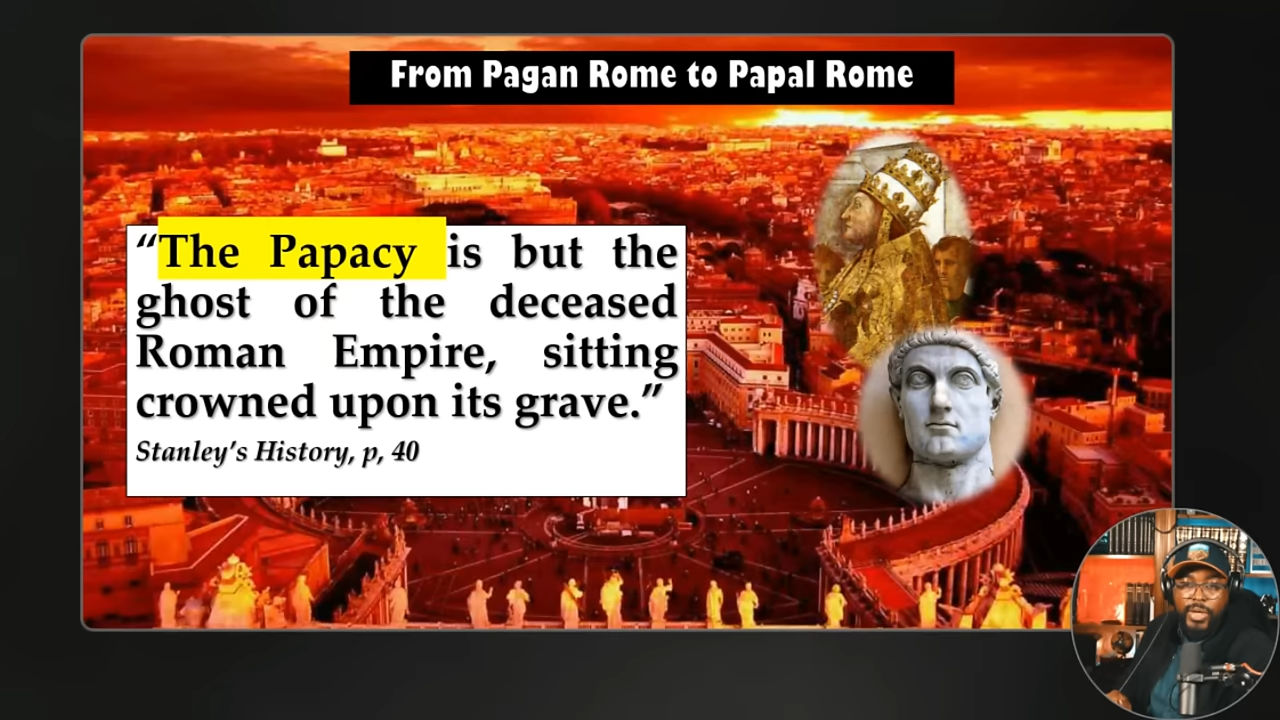 From Pagan Rome to Papal Rome
“The Papacy is but the
ghost of the deceased
Roman Empire, sitting
crowned upon its grave.”
Stanley’s History, p, 40